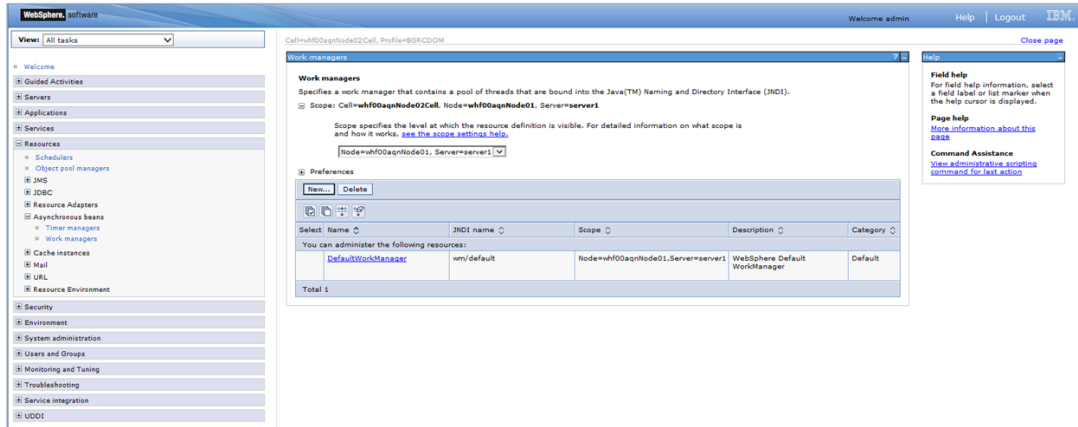 WebSphere. software
Welcome admin
Help | Logout
IBM.
View: All tasks
Cell=whf00aqnNode02Cell, Profile=BGRCDOM
Close page
Welcome
Guided Activities
Servers
Applications
Services
Resources
Schedulers
Object pool managers
JMS
JDBC
Resource Adapters
Asynchronous beans
Timer managers
Work managers
Cache instances
Mail
URL
Resource Environment
Security
Environment
System administration
Users and Groups
Monitoring and Tuning
Troubleshooting
Service integration
UDDI
Work managers
Work managers
Specifies a work manager that contains a pool of threads that are bound into the Java(TM) Naming and Directory Interface (JNDI).
Scope: Cell=whf00aqnNode02Cell, Node=whf00aqnNode01, Server=server1
Scope specifies the level at which the resource definition is visible. For detailed information on what scope is
and how it works, see the scope settings help.
Node=whf00aqnNode01, Server=server1
Preferences
New... Delete
Select Name JNDI name Scope Description Category
You can administer the following resources:
DefaultWorkManager wm/default Node=whf00aqnNode01,Server=server1 WebSphere Default Default
WorkManager
Total 1
Help
Field help
For field help information, select
a field label or list marker when
the help cursor is displayed.
Page help
More information about this
page
Command Assistance
View administrative scripting
command for last action